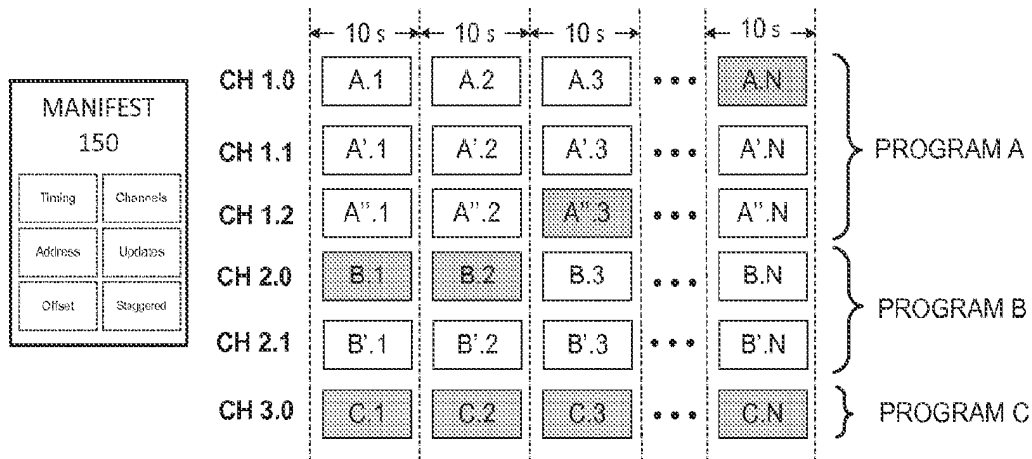 10 s 10 s 10 s 10 s
MANIFEST
150
Timing Channels
Address Updates
Offset Staggered
CH 1.0 A.1 A.2 A.3 ••• A.N
CH 1.1 A'.1 A'.2 A'.3 ••• A'.N
CH 1.2 A".1 A".2 A".3 ••• A".N
PROGRAM A
CH 2.0 B.1 B.2 B.3 ••• B.N
CH 2.1 B'.1 B'.2 B'.3 ••• B'.N
PROGRAM B
CH 3.0 C.1 C.2 C.3 ••• C.N
PROGRAM C